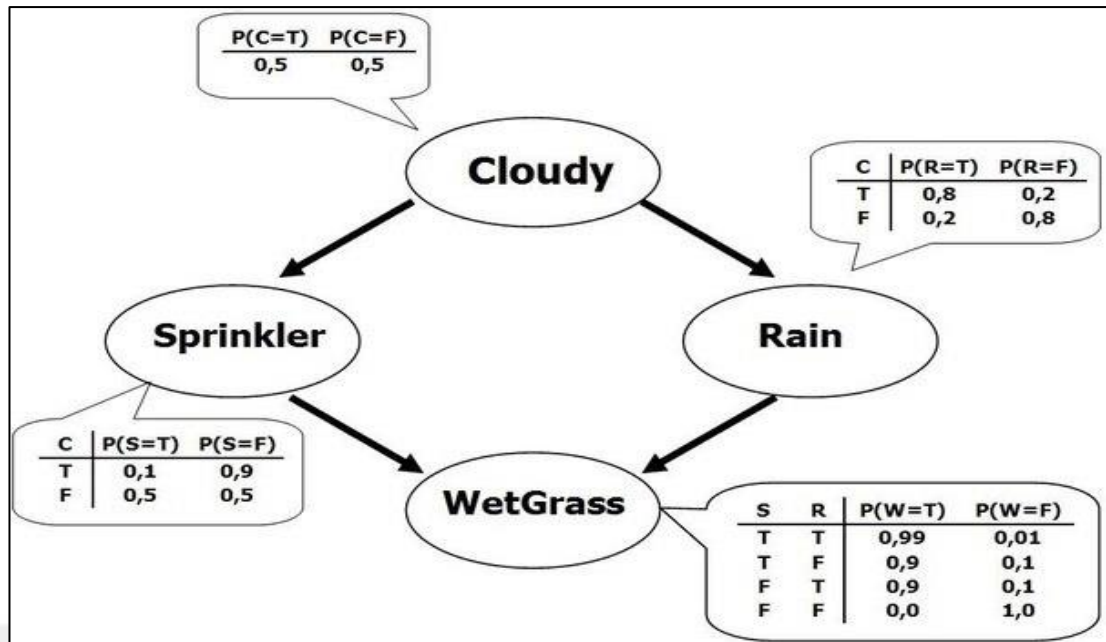 P(C=T) P(C=F)
0,5 0,5
Cloudy
C P(R=T) P(R=F)
T 0,8 0,2
F 0,2 0,8
Sprinkler
Rain
C P(S=T) P(S=F)
T 0,1 0,9
F 0,5 0,5
WetGrass
S R P(W=T) P(W=F)
T T 0,99 0,01
T F 0,9 0,1
F T 0,9 0,1
F F 0,0 1,0